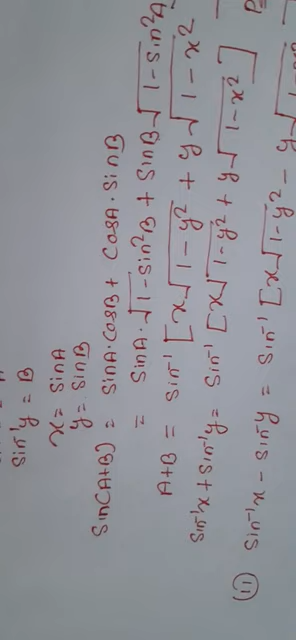 sin⁻¹y = B
x = sinA
y = sinB
sin(A+B) = sinA·cosB + cosA·sinB
= sinA·√1-sin²B + sinB√1-sin²A
A+B = sin⁻¹[x√1-y² + y√1-x²
sin⁻¹x + sin⁻¹y = sin⁻¹[x√1-y² + y√1-x²]
(11) sin⁻¹x - sin⁻¹y = sin⁻¹[x√1-y² - y√1-